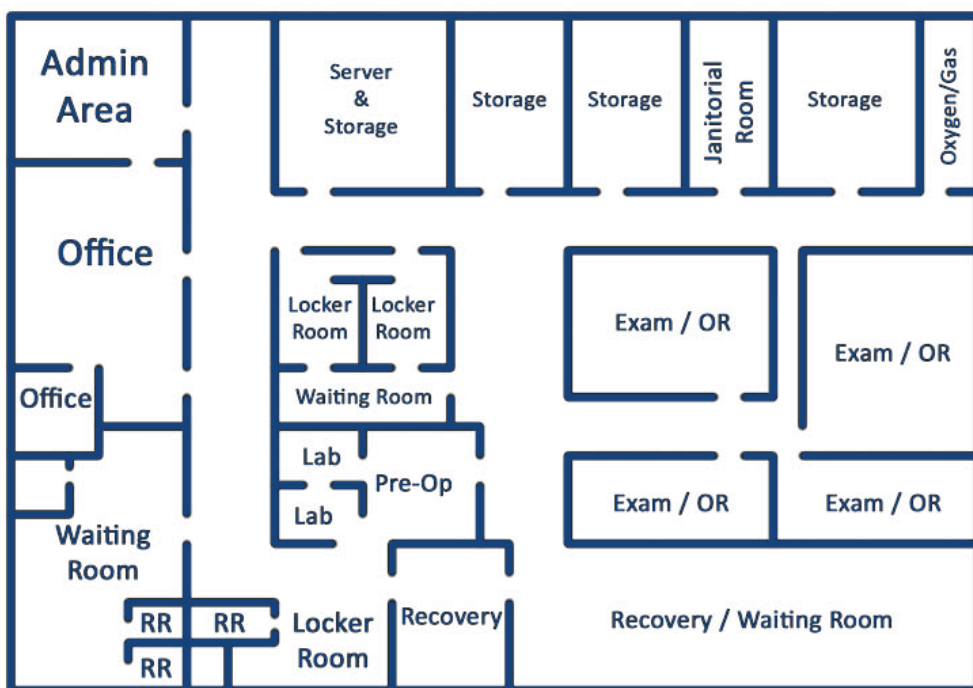 Admin
Area
Server
&
Storage
Storage
Storage
Janitorial
Room
Storage
Oxygen/Gas
Office
Locker
Room
Locker
Room
Exam / OR
Exam / OR
Office
Waiting Room
Lab
Pre-Op
Lab
Exam / OR
Exam / OR
Waiting
Room
RR
RR
RR
Locker
Room
Recovery
Recovery / Waiting Room